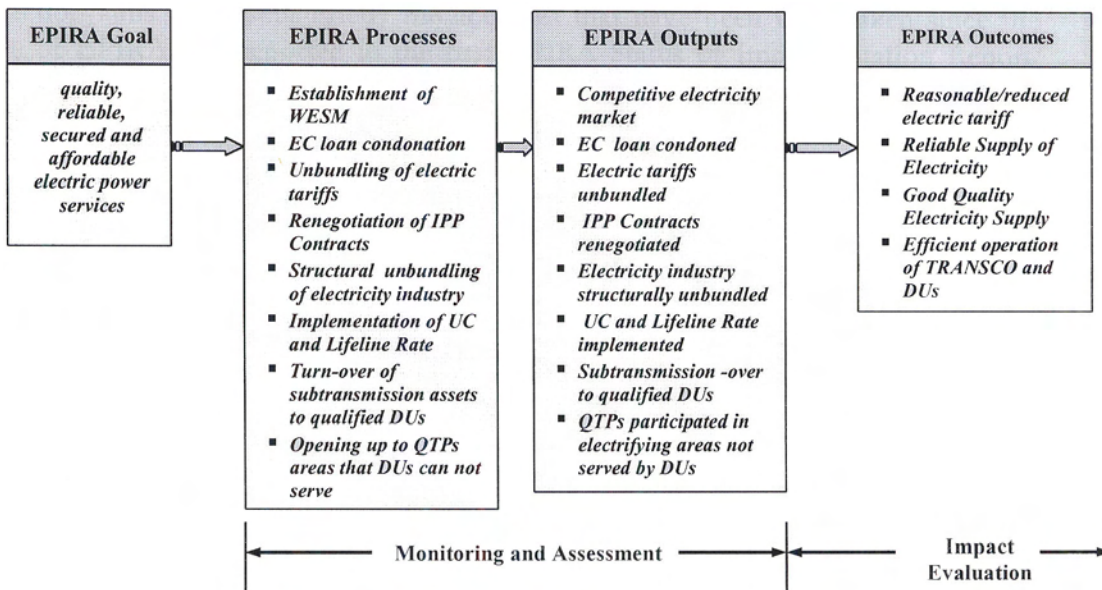 EPIRA Goal
quality,
reliable,
secured and
affordable
electric power
services
EPIRA Processes
▪ Establishment of
WESM
▪ EC loan condonation
▪ Unbundling of electric
tariffs
▪ Renegotiation of IPP
Contracts
▪ Structural unbundling
of electricity industry
▪ Implementation of UC
and Lifeline Rate
▪ Turn-over of
subtransmission assets
to qualified DUs
▪ Opening up to QTPs
areas that DUs can not
serve
EPIRA Outputs
▪ Competitive electricity
market
▪ EC loan condoned
▪ Electric tariffs
unbundled
▪ IPP Contracts
renegotiated
▪ Electricity industry
structurally unbundled
▪ UC and Lifeline Rate
implemented
▪ Subtransmission -over
to qualified DUs
▪ QTPs participated in
electrifying areas not
served by DUs
EPIRA Outcomes
▪ Reasonable/reduced
electric tariff
▪ Reliable Supply of
Electricity
▪ Good Quality
Electricity Supply
▪ Efficient operation
of TRANSCO and
DUs
Monitoring and Assessment
Impact
Evaluation